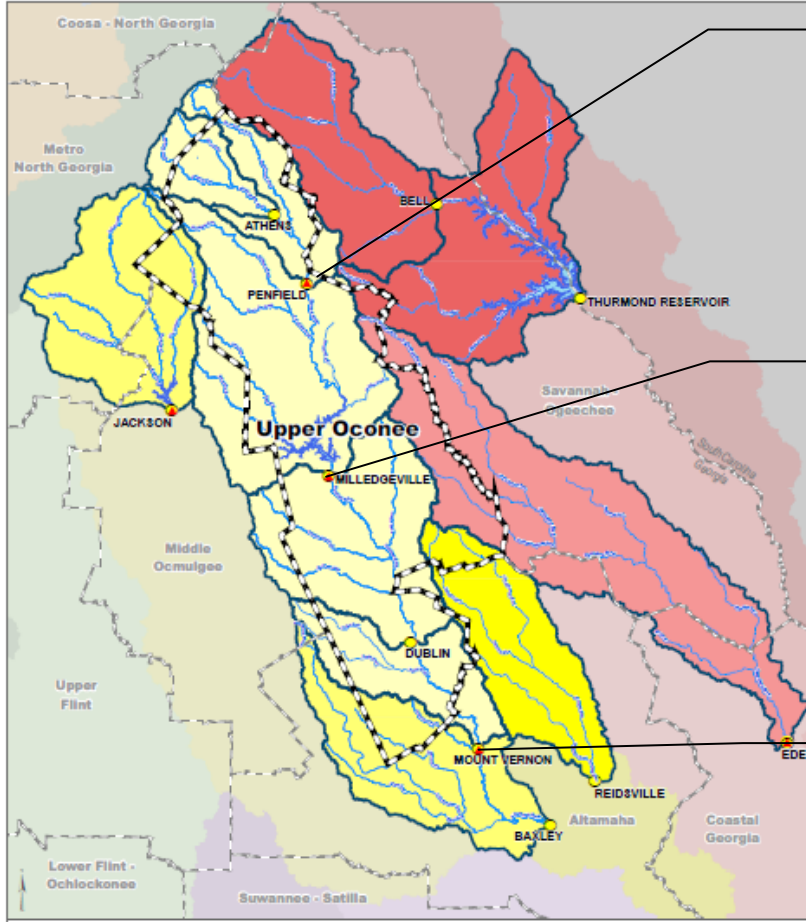 Coosa - North Georgia
Metro
North Georgia
BELL
ATHENS
PENFIELD
THURMOND RESERVOIR
Savannah-
Ogeechee
JACKSON
Upper Oconee
South Carolina
Georgia
MILLEDGEVILLE
Middle
Ocmulgee
DUBLIN
Upper
Flint
MOUNT VERNON
EDE
REIDSVILLE
BAXLEY
Altamaha
Coastal
Georgia
Lower Flint -
Ochlockonee
Suwannee - Satilla